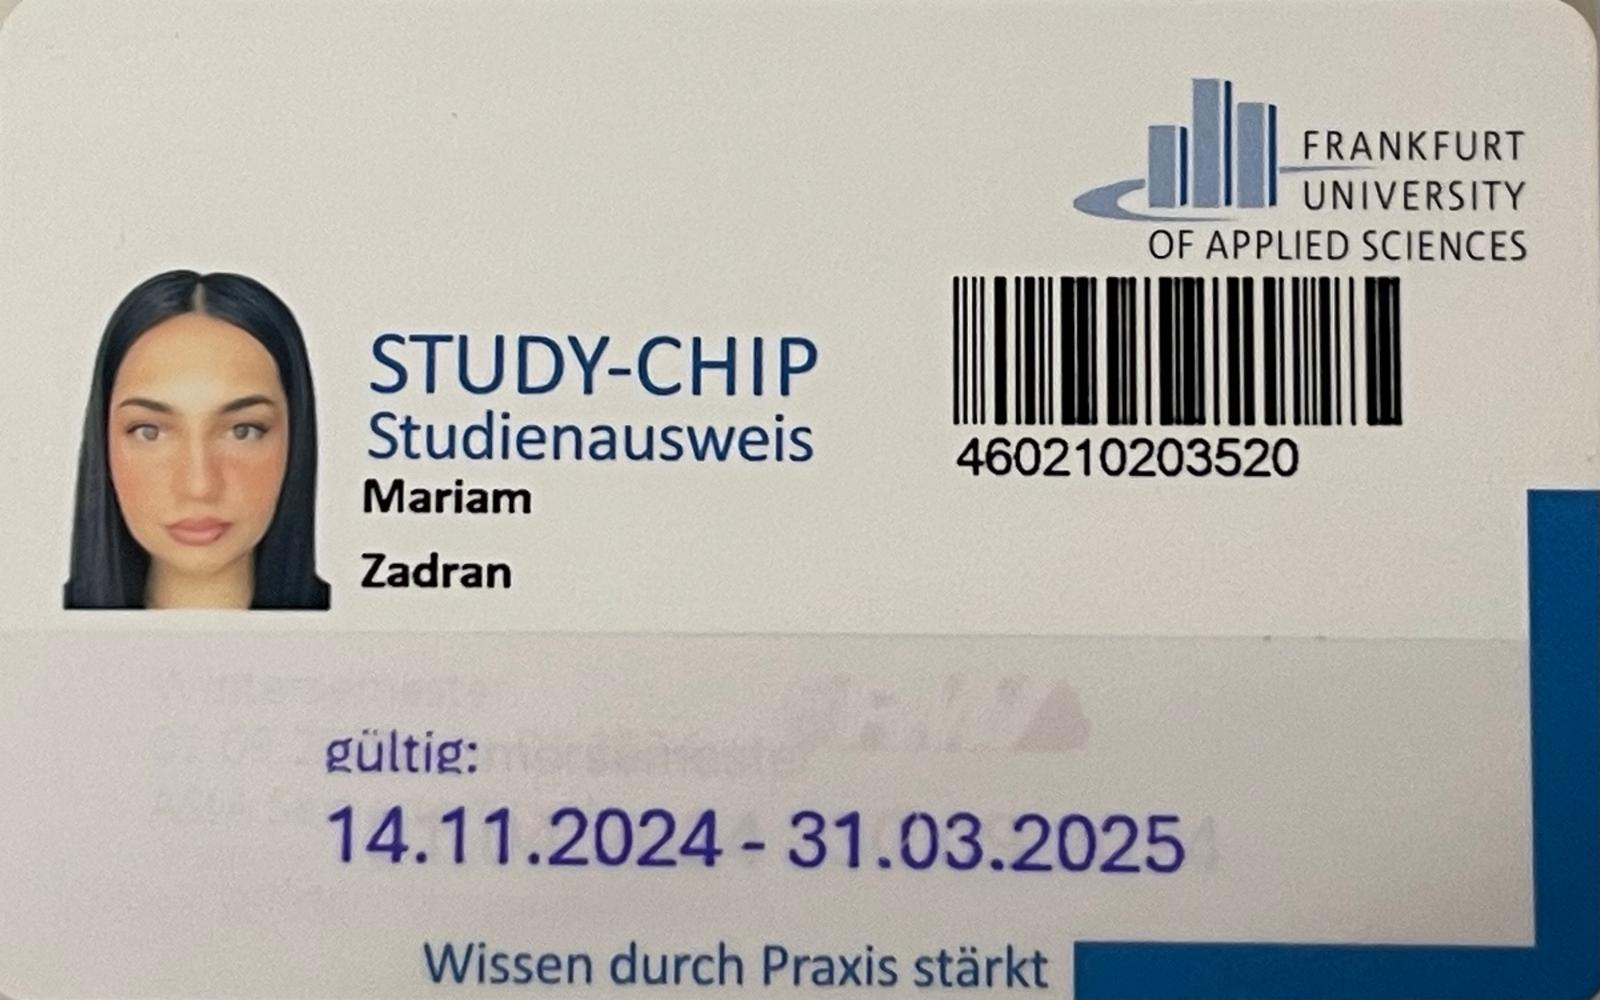 FRANKFURT
UNIVERSITY
OF APPLIED SCIENCES
460210203520
STUDY-CHIP
Studienausweis
Mariam
Zadran
gültig:
14.11.2024 - 31.03.2025
Wissen durch Praxis stärkt